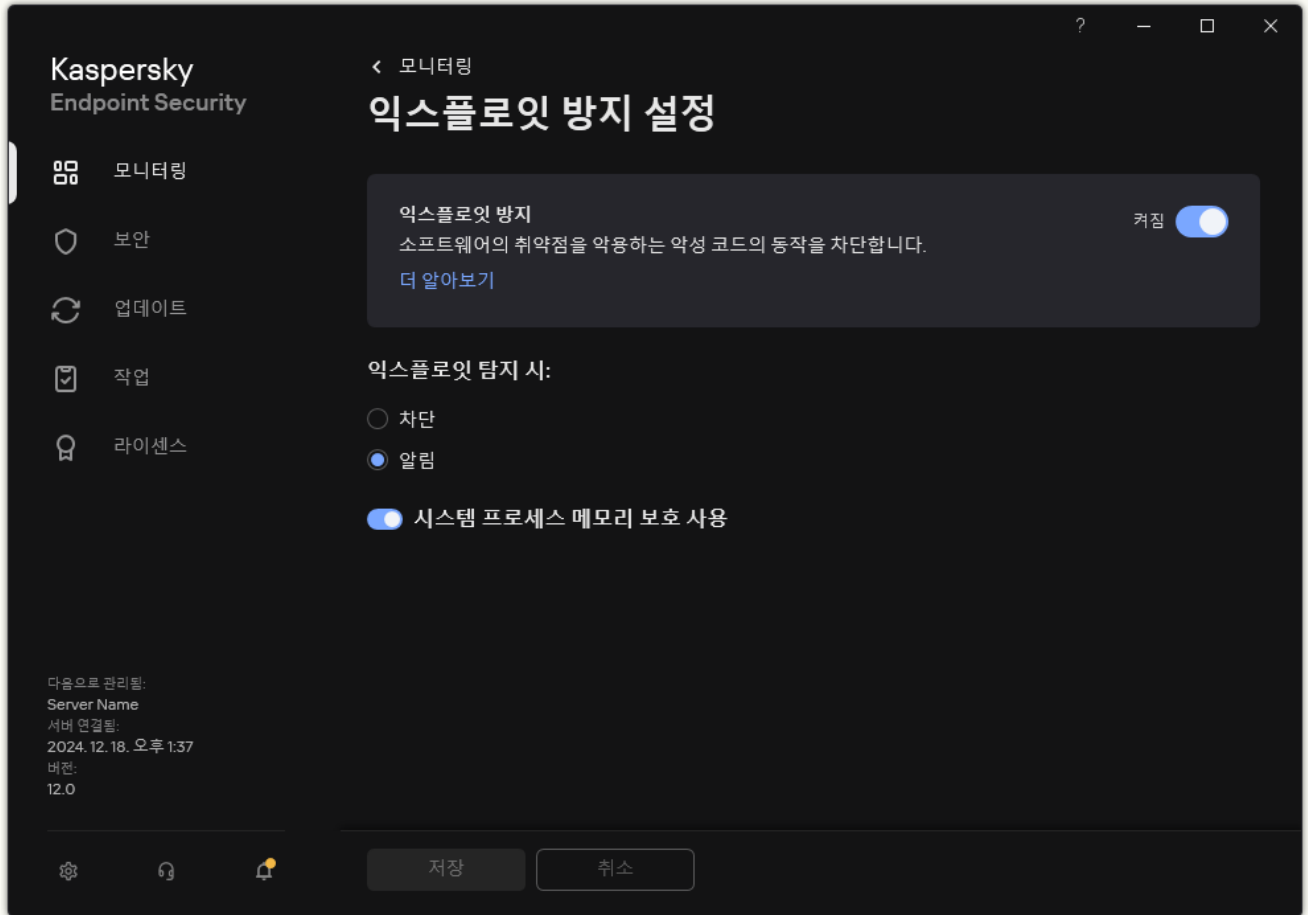 ?
Kaspersky
Endpoint Security
모니터링
보안
업데이트
작업
라이센스
다음으로 관리됨:
Server Name
서버 연결됨:
2024. 12. 18. 오후 1:37
버전:
12.0
모니터링
익스플로잇 방지 설정
익스플로잇 방지
소프트웨어의 취약점을 악용하는 악성 코드의 동작을 차단합니다.
더 알아보기
켜짐
익스플로잇 탐지 시:
차단
알림
시스템 프로세스 메모리 보호 사용
저장
취소